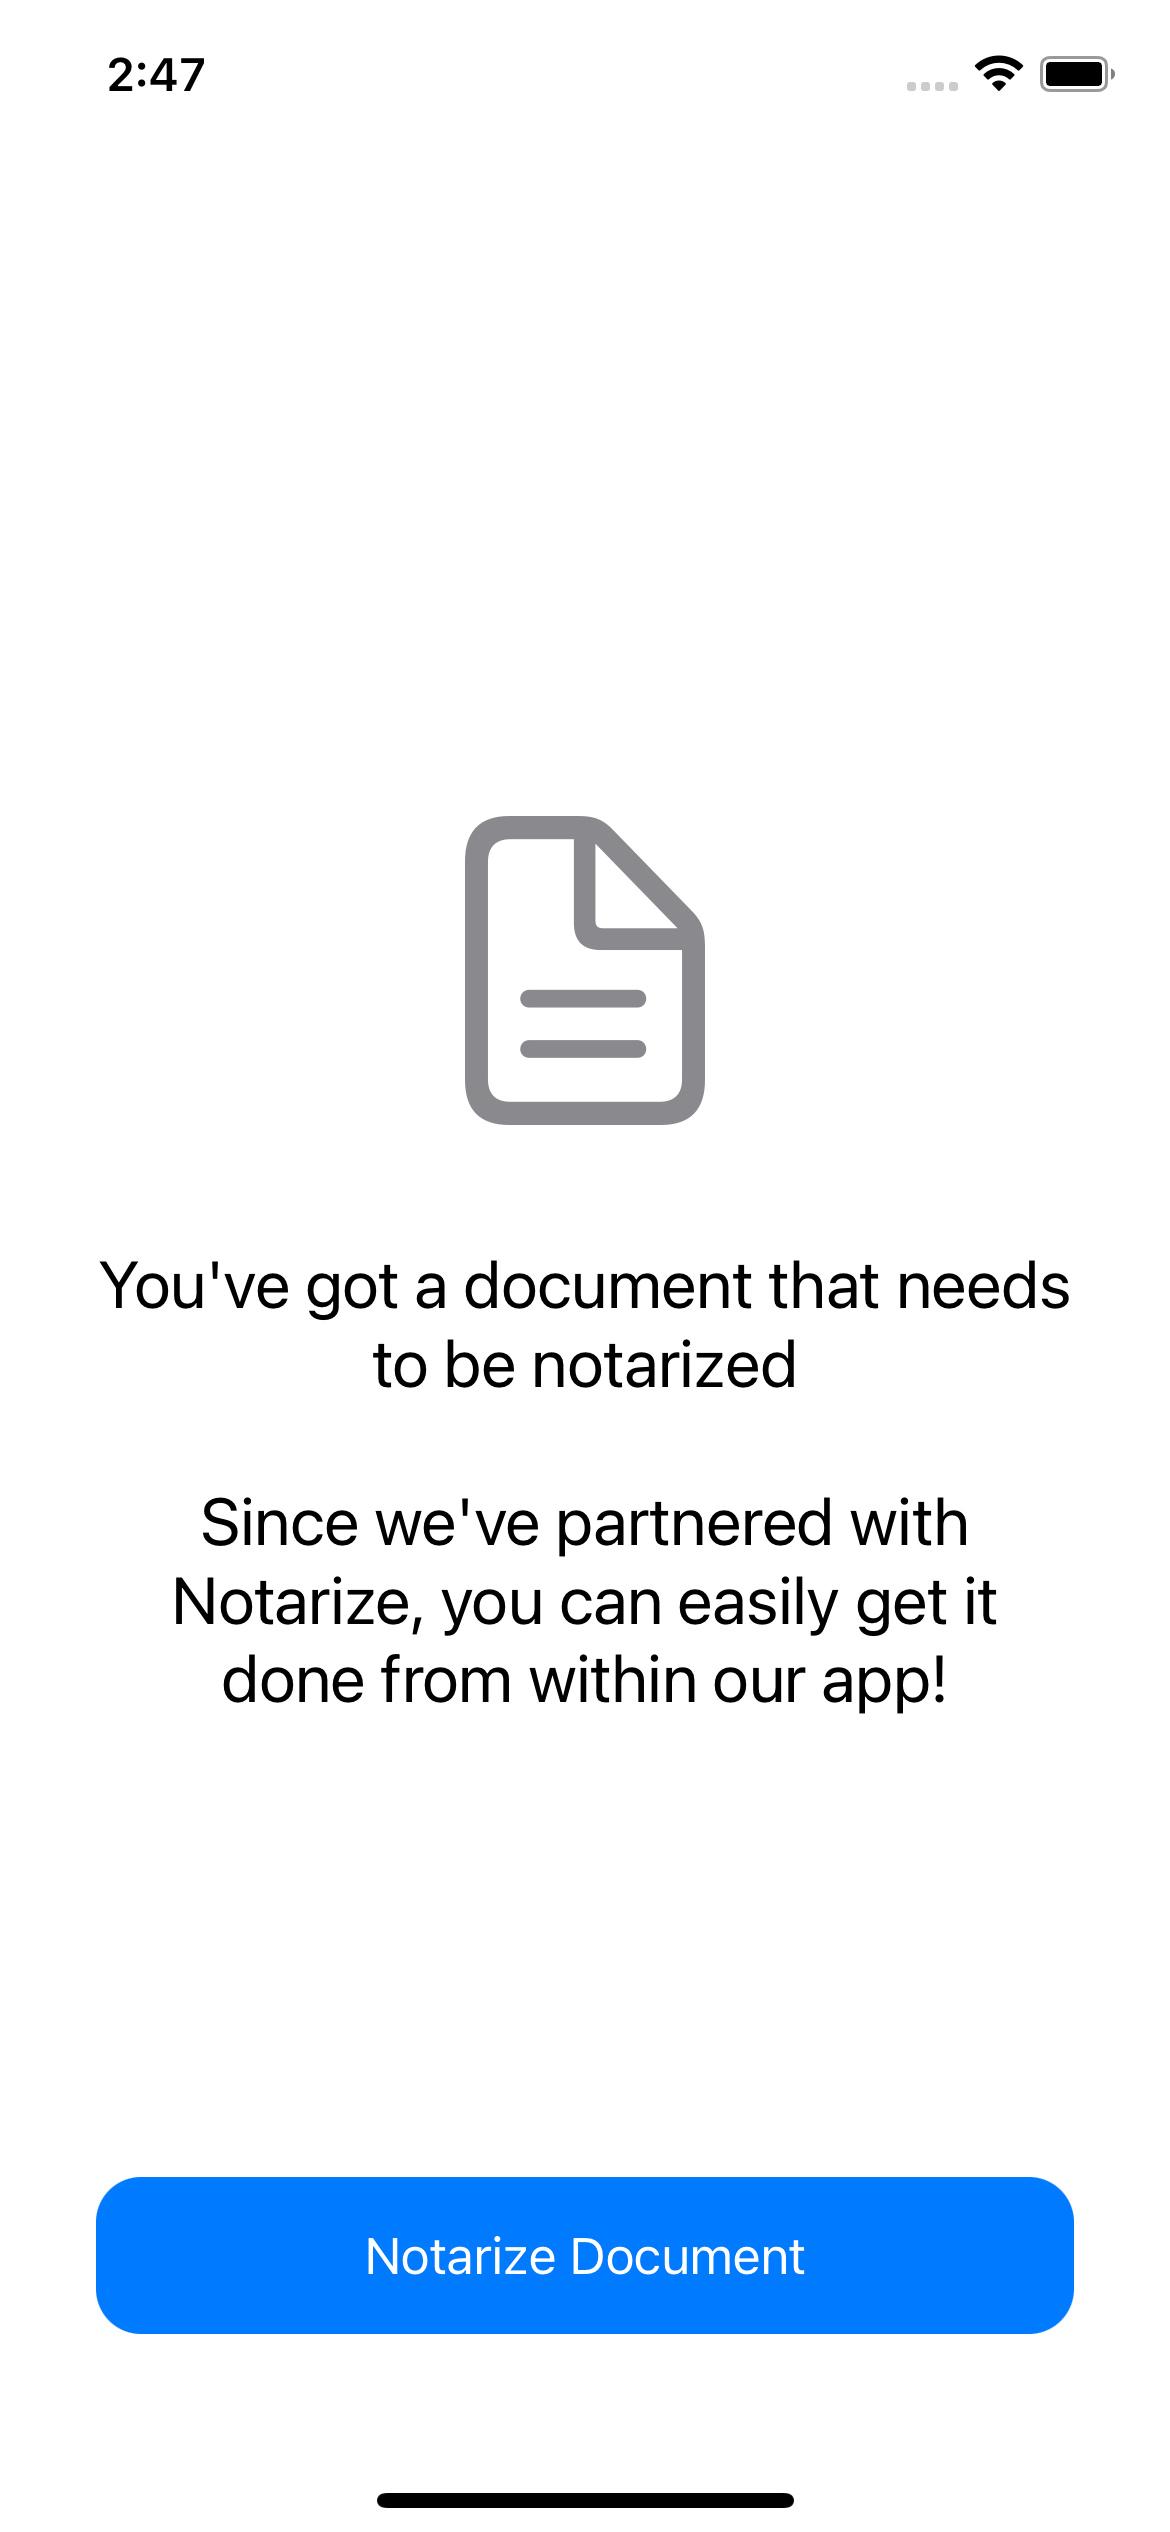 2:47
You've got a document that needs
to be notarized
Since we've partnered with
Notarize, you can easily get it
done from within our app!
Notarize Document